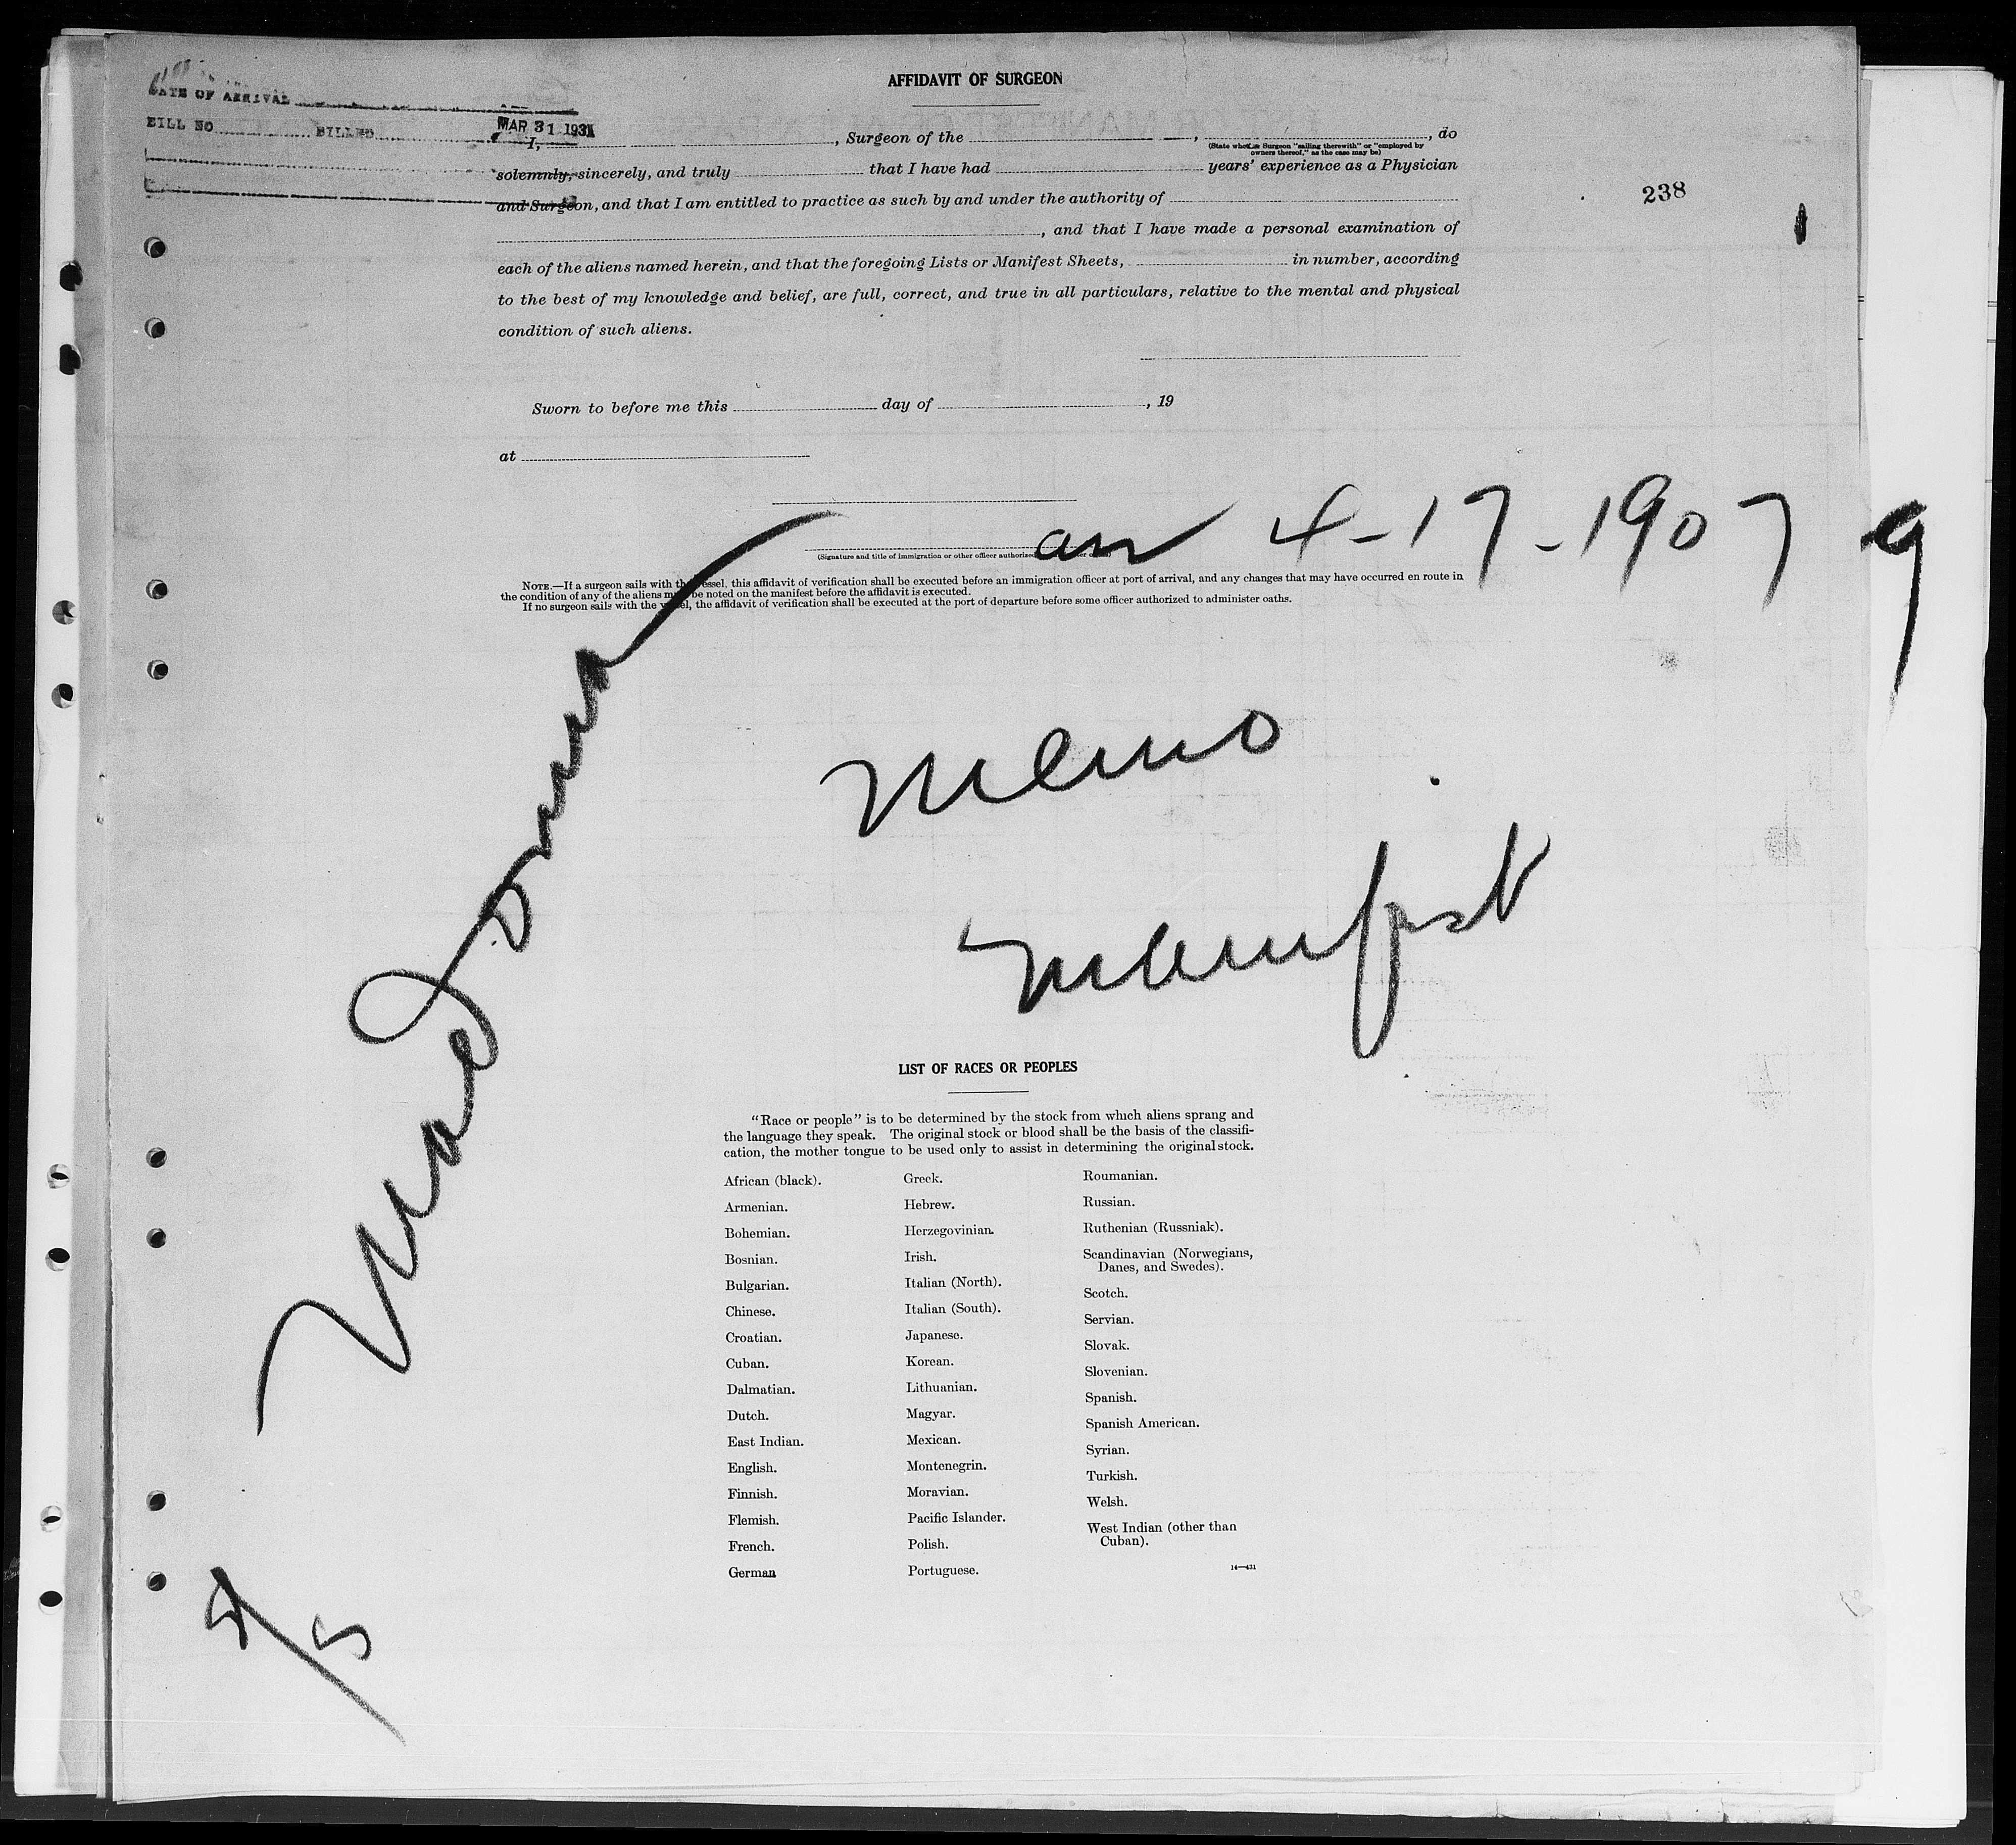 AFFIDAVIT OF SURGEON
DATE OF ARRIVAL
MAR 31 1931
BILL NO. BILLED
I, , Surgeon of the , , do
(State whether Surgeon "sailing therewith" or "employed by owners thereof," as the case may be)
solemnly, sincerely, and truly that I have had years' experience as a Physician
238
and Surgeon, and that I am entitled to practice as such by and under the authority of
, and that I have made a personal examination of
each of the aliens named herein, and that the foregoing Lists or Manifest Sheets, in number, according
to the best of my knowledge and belief, are full, correct, and true in all particulars, relative to the mental and physical
condition of such aliens.
Sworn to before me this day of , 19
at
arr 4-17-1907
9
(Signature and title of immigration or other officer authorized
NOTE.—If a surgeon sails with the vessel, this affidavit of verification shall be executed before an immigration officer at port of arrival, and any changes that may have occurred en route in
the condition of any of the aliens must be noted on the manifest before the affidavit is executed.
If no surgeon sails with the vessel, the affidavit of verification shall be executed at the port of departure before some officer authorized to administer oaths.
Madonna
Memo
Manifest
LIST OF RACES OR PEOPLES
"Race or people" is to be determined by the stock from which aliens sprang and
the language they speak. The original stock or blood shall be the basis of the classifi-
cation, the mother tongue to be used only to assist in determining the original stock.
African (black).
Armenian.
Bohemian.
Bosnian.
Bulgarian.
Chinese.
Croatian.
Cuban.
Dalmatian.
Dutch.
East Indian.
English.
Finnish.
Flemish.
French.
German
Greek.
Hebrew.
Herzegovinian.
Irish.
Italian (North).
Italian (South).
Japanese.
Korean.
Lithuanian.
Magyar.
Mexican.
Montenegrin.
Moravian.
Pacific Islander.
Polish.
Portuguese.
Roumanian.
Russian.
Ruthenian (Russniak).
Scandinavian (Norwegians,
Danes, and Swedes).
Scotch.
Servian.
Slovak.
Slovenian.
Spanish.
Spanish American.
Syrian.
Turkish.
Welsh.
West Indian (other than
Cuban).
14—431